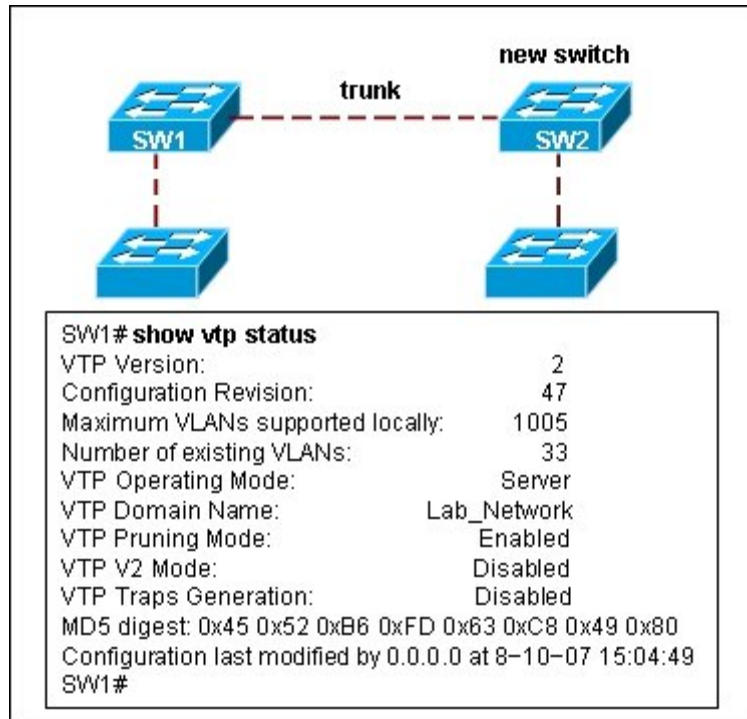 new switch
trunk
SW1
SW2
SW1# show vtp status
VTP Version: 2
Configuration Revision: 47
Maximum VLANs supported locally: 1005
Number of existing VLANs: 33
VTP Operating Mode: Server
VTP Domain Name: Lab_Network
VTP Pruning Mode: Enabled
VTP V2 Mode: Disabled
VTP Traps Generation: Disabled
MD5 digest: 0x45 0x52 0xB6 0xFD 0x63 0xC8 0x49 0x80
Configuration last modified by 0.0.0.0 at 8-10-07 15:04:49
SW1#